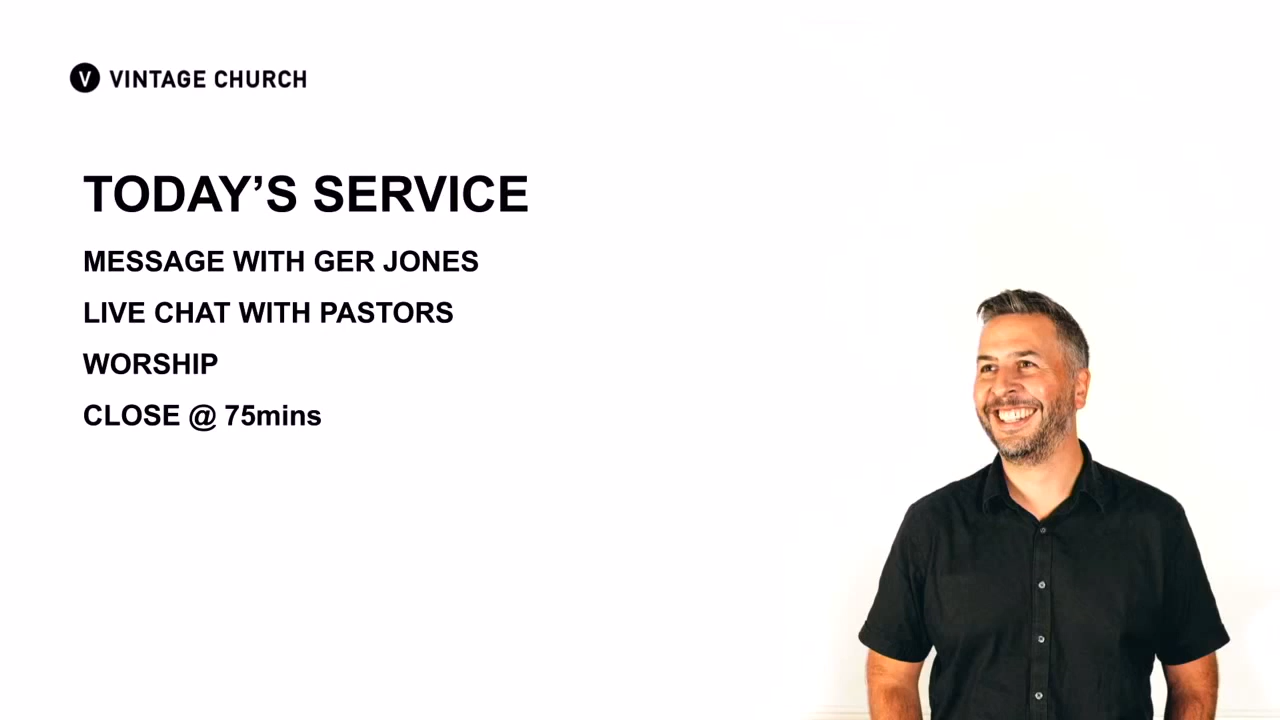 V VINTAGE CHURCH
TODAY’S SERVICE
MESSAGE WITH GER JONES
LIVE CHAT WITH PASTORS
WORSHIP
CLOSE @ 75mins